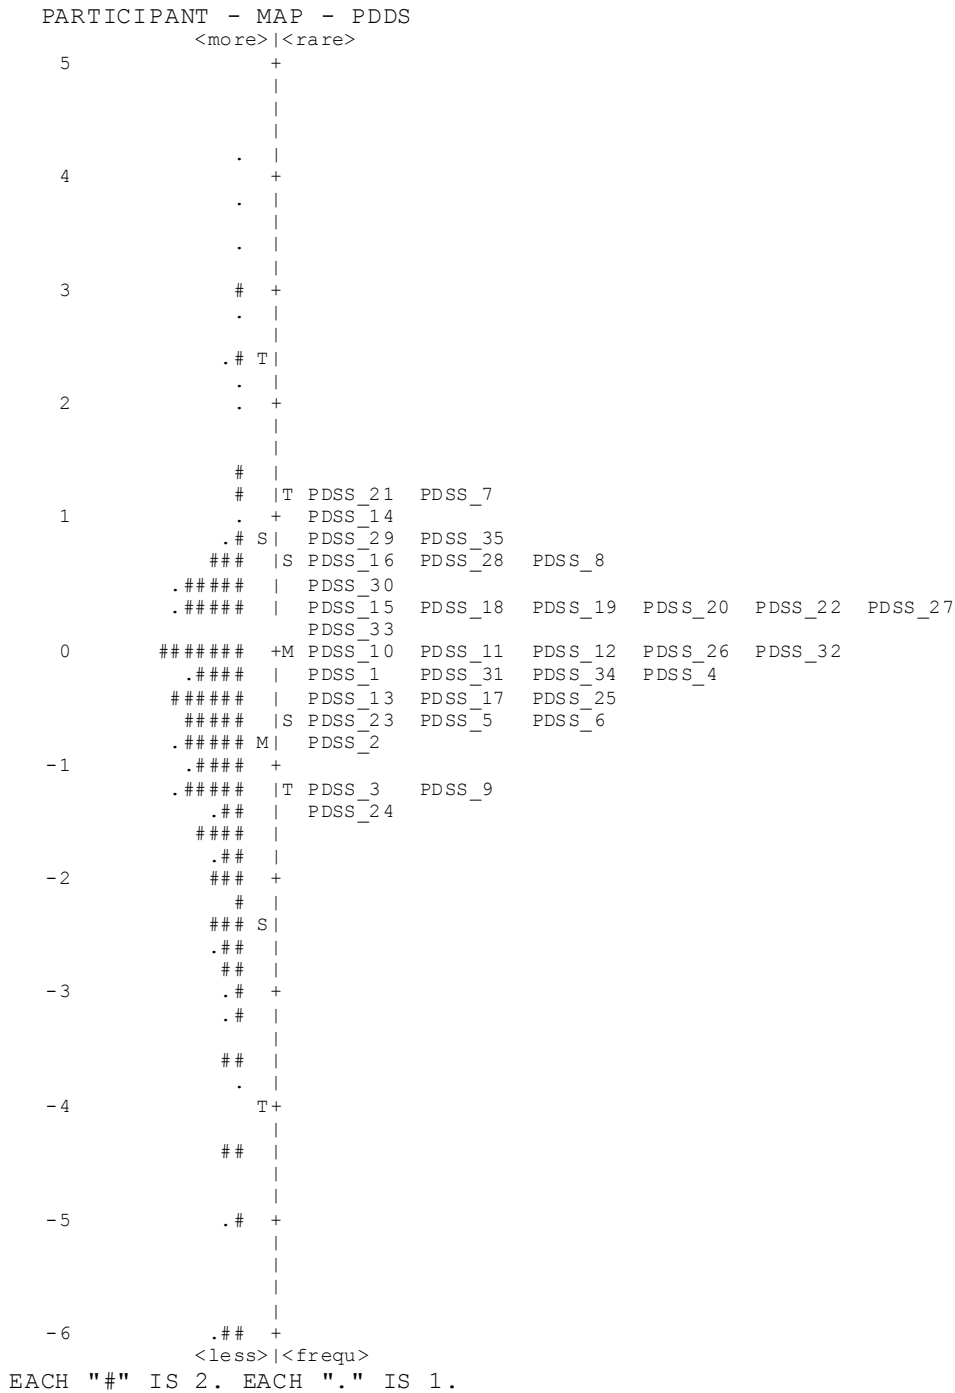 PARTICIPANT - MAP - PDDS
<more>|<rare>
5 +
|
|
|
. |
4 +
. |
|
. |
|
3 # +
. |
|
.# T|
. |
2 . +
|
|
# |
# |T PDSS_21 PDSS_7
1 . + PDSS_14
.# S| PDSS_29 PDSS_35
### |S PDSS_16 PDSS_28 PDSS_8
.##### | PDSS_30
.##### | PDSS_15 PDSS_18 PDSS_19 PDSS_20 PDSS_22 PDSS_27
PDSS_33
0 ####### +M PDSS_10 PDSS_11 PDSS_12 PDSS_26 PDSS_32
.#### | PDSS_1 PDSS_31 PDSS_34 PDSS_4
###### | PDSS_13 PDSS_17 PDSS_25
##### |S PDSS_23 PDSS_5 PDSS_6
.##### M| PDSS_2
-1 .#### +
.##### |T PDSS_3 PDSS_9
.## | PDSS_24
#### |
.## |
-2 ### +
# |
### S|
.## |
## |
-3 .# +
.# |
|
## |
. |
-4 T+
|
## |
|
|
-5 .# +
|
|
|
|
-6 .## +
<less>|<frequ>
EACH "#" IS 2. EACH "." IS 1.